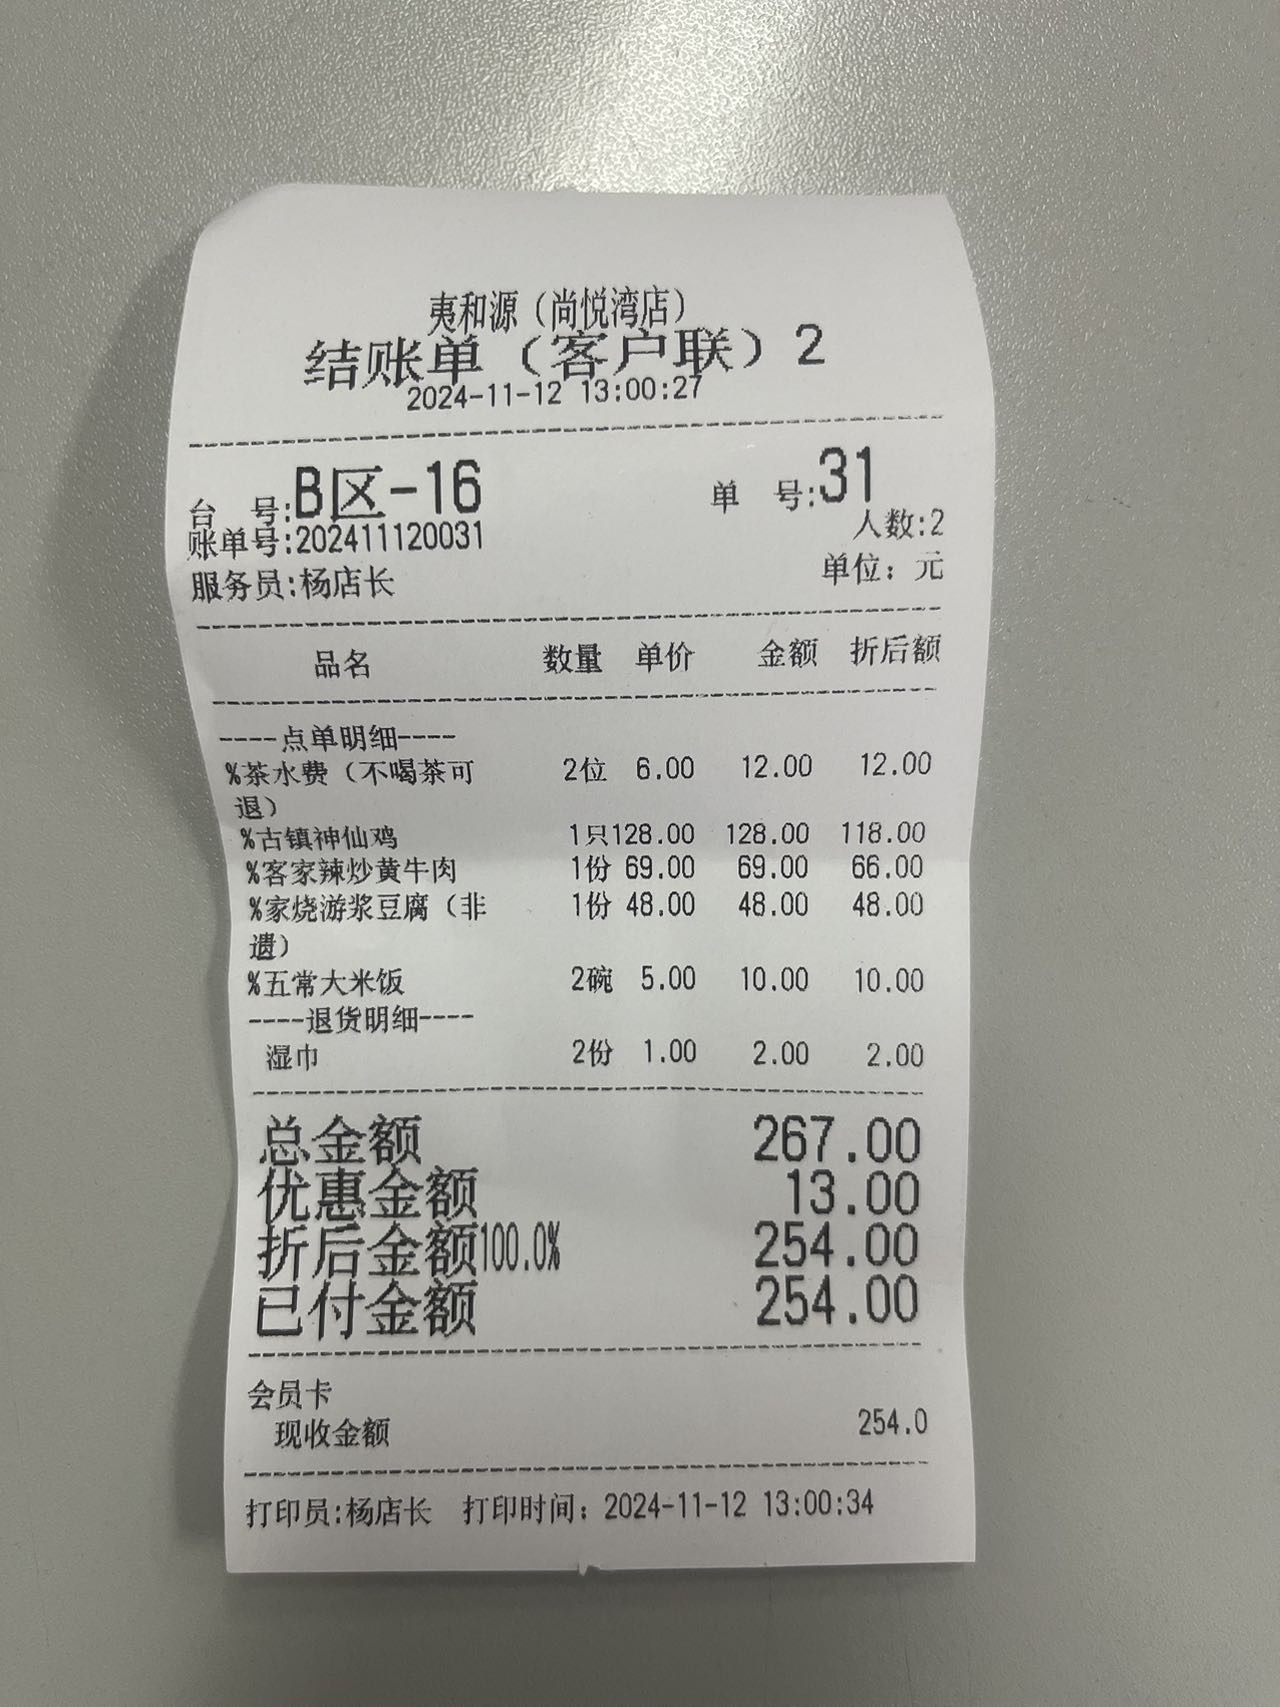 夷和源（尚悦湾店）
结账单（客户联）2
2024-11-12 13:00:27
台 号:B区-16 单 号:31
账单号:202411120031 人数:2
服务员:杨店长 单位：元
品名 数量 单价 金额 折后额
----点单明细----
%茶水费（不喝茶可 2位 6.00 12.00 12.00
退）
%古镇神仙鸡 1只128.00 128.00 118.00
%客家辣炒黄牛肉 1份 69.00 69.00 66.00
%家烧游浆豆腐（非 1份 48.00 48.00 48.00
遗）
%五常大米饭 2碗 5.00 10.00 10.00
----退货明细----
湿巾 2份 1.00 2.00 2.00
总金额 267.00
优惠金额 13.00
折后金额100.0% 254.00
已付金额 254.00
会员卡
现收金额 254.0
打印员:杨店长 打印时间：2024-11-12 13:00:34